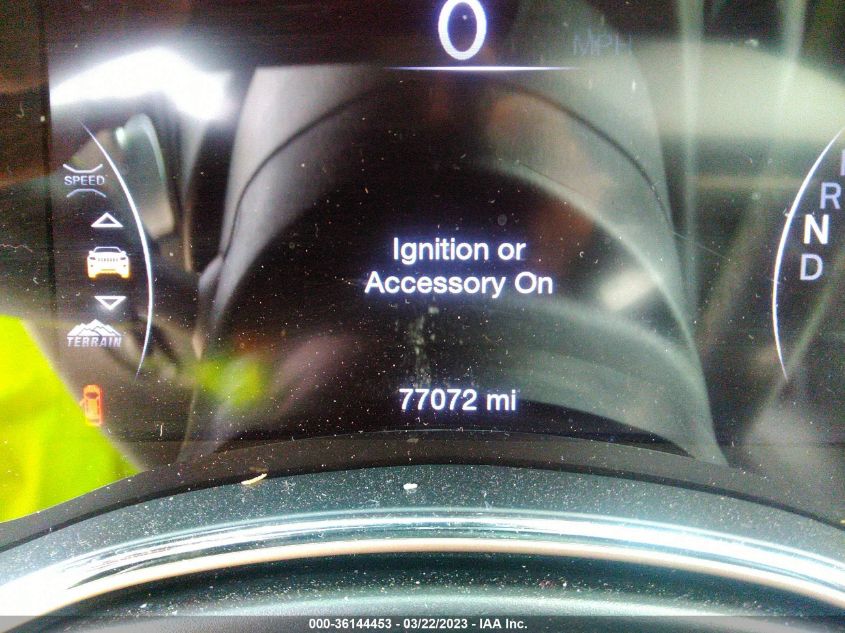 0
MPH
SPEED
R
N
D
Ignition or
Accessory On
TERRAIN
77072 mi
000-36144453 - 03/22/2023 - IAA Inc.